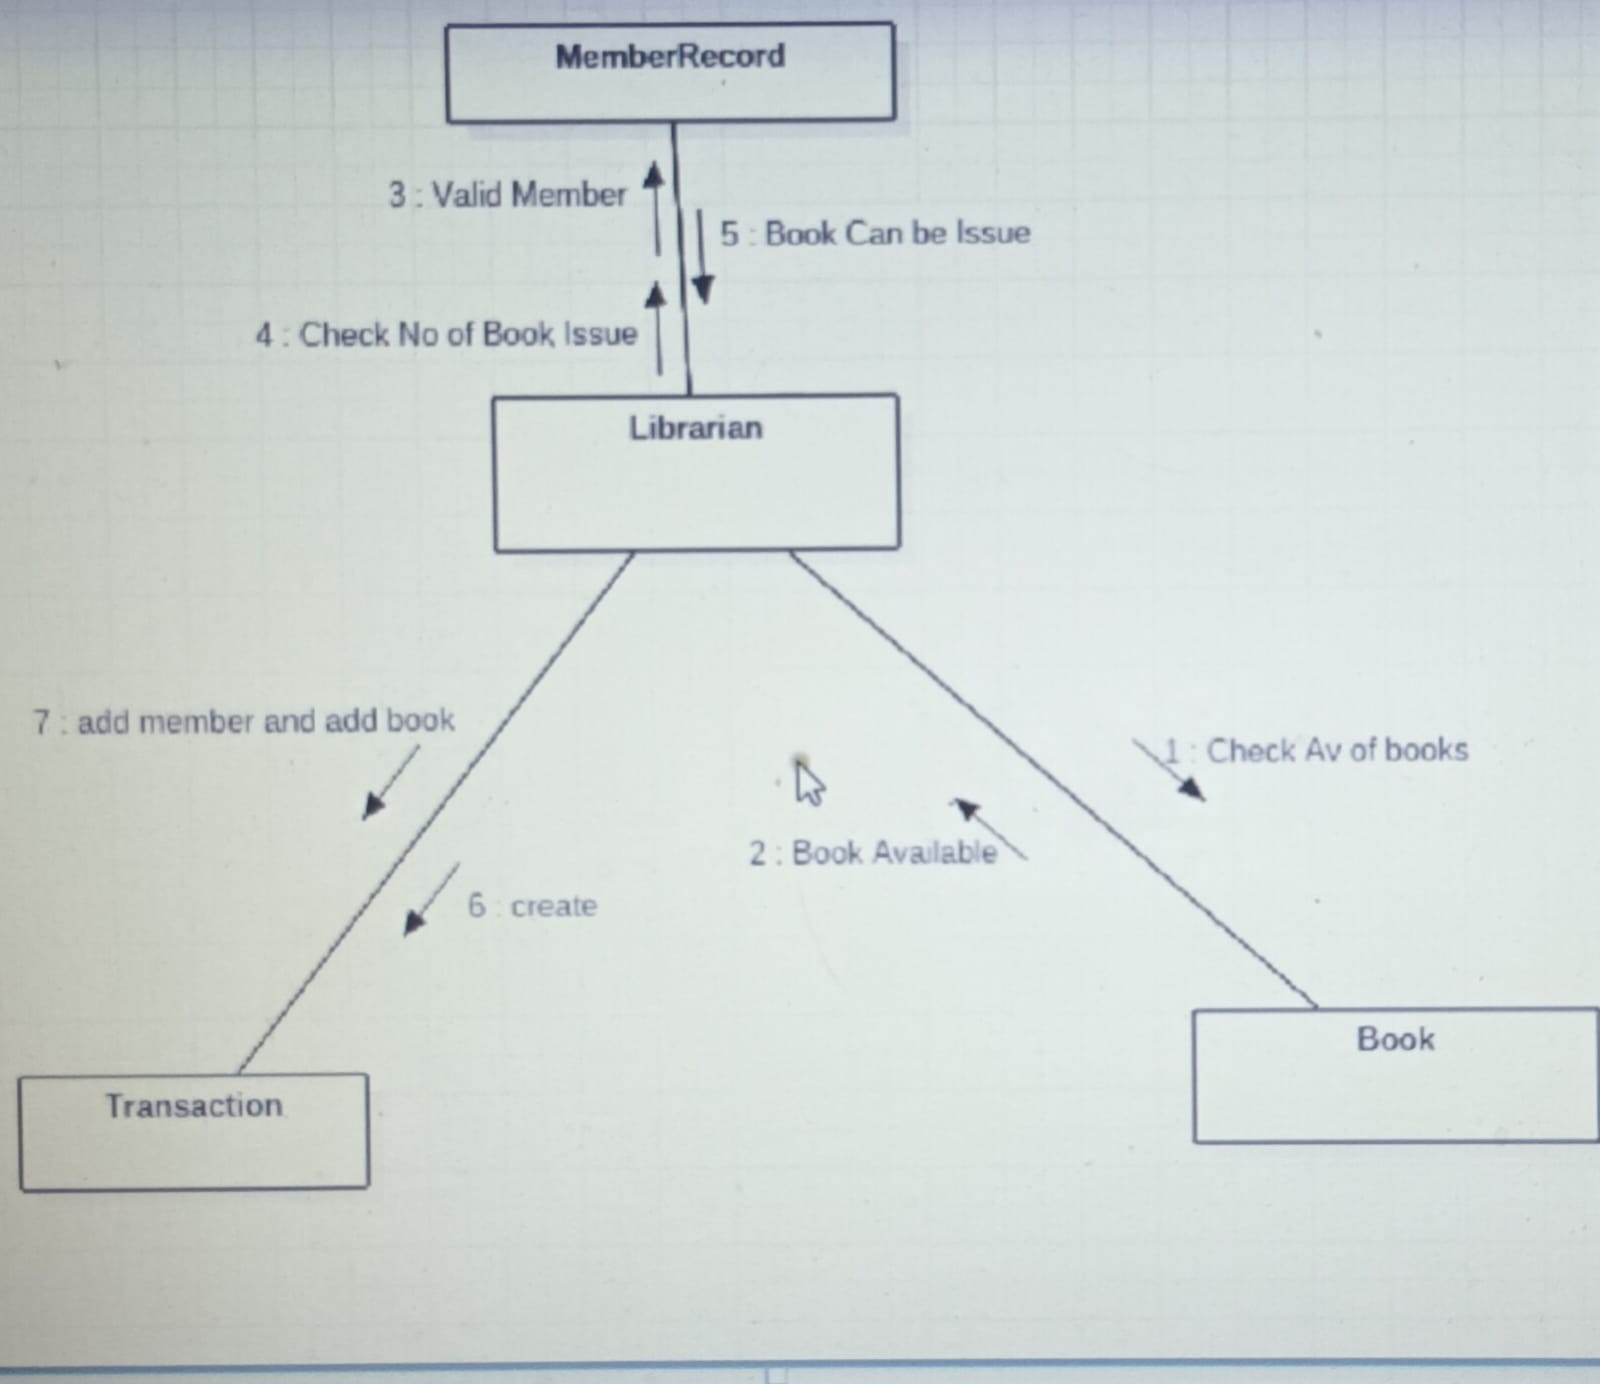 MemberRecord
3 : Valid Member
5 : Book Can be Issue
4 : Check No of Book Issue
Librarian
7 : add member and add book
1 : Check Av of books
2 : Book Available
6 : create
Book
Transaction